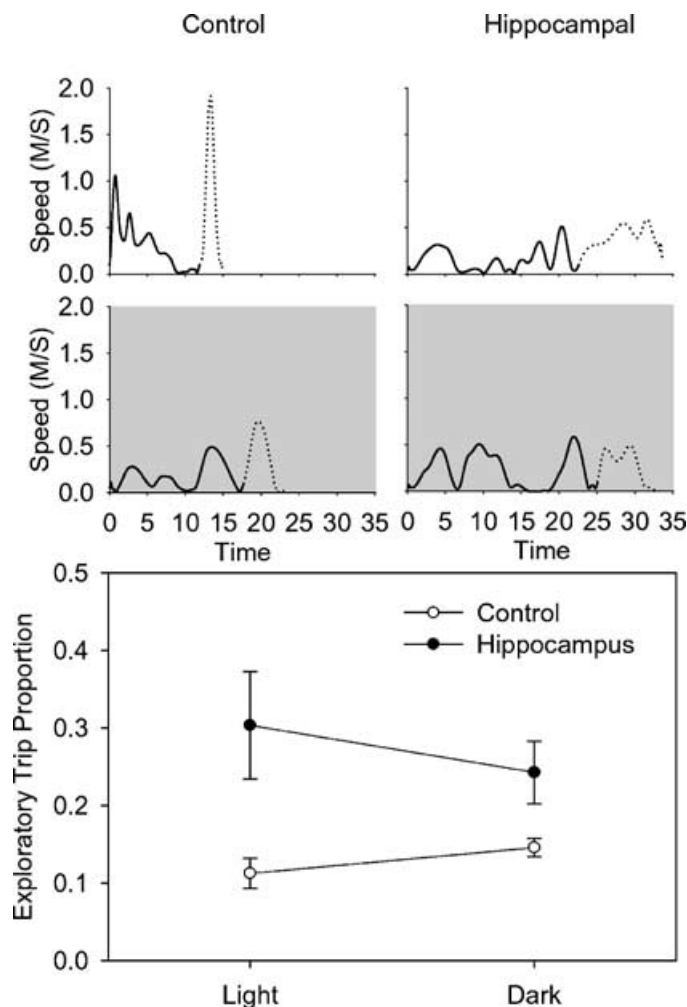 Control Hippocampal
Speed (M/S)
2.0
1.5
1.0
0.5
0.0
Speed (M/S)
2.0
1.5
1.0
0.5
0.0
0 5 10 15 20 25 30 35 0 5 10 15 20 25 30 35
Time Time
Exploratory Trip Proportion
0.5
0.4
0.3
0.2
0.1
0.0
Control
Hippocampus
Light Dark